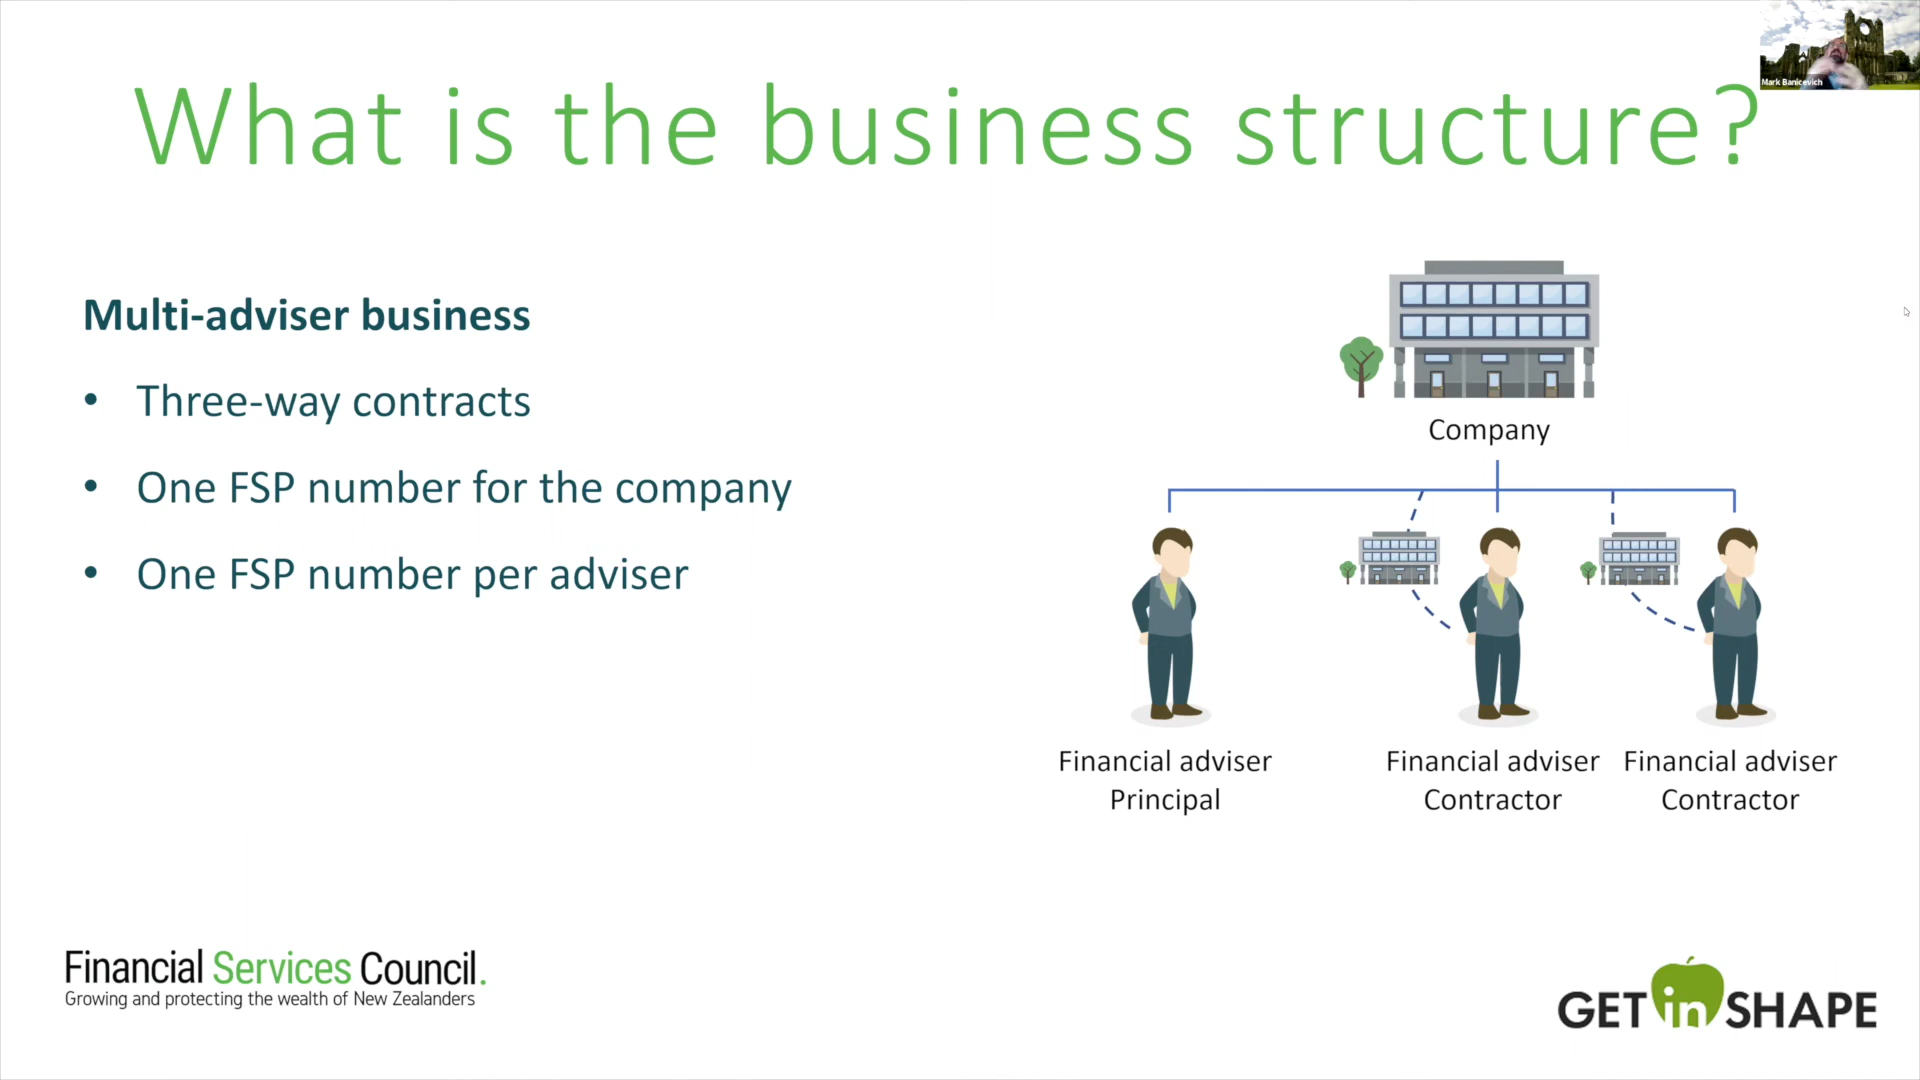 What is the business structure?
Mark Banicevich
Multi-adviser business
• Three-way contracts
• One FSP number for the company
• One FSP number per adviser
Company
Financial adviser
Principal
Financial adviser
Contractor
Financial adviser
Contractor
Financial Services Council.
Growing and protecting the wealth of New Zealanders
GET in SHAPE